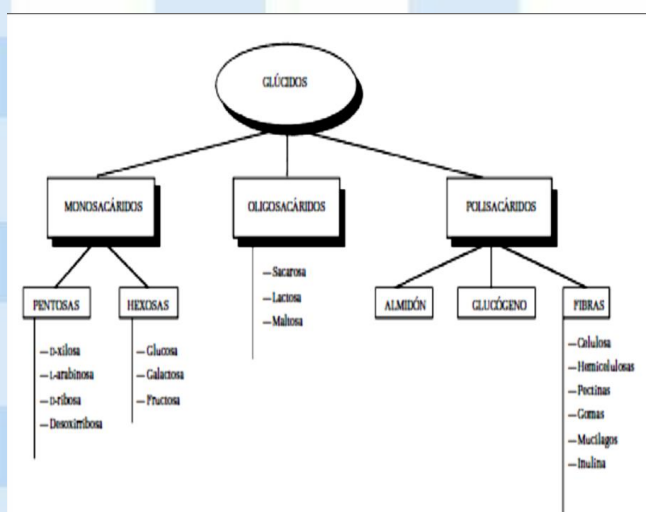 GLÚCIDOS
MONOSACÁRIDOS
OLIGOSACÁRIDOS
POLISACÁRIDOS
PENTOSAS
HEXOSAS
— D-xilosa
— L-arabinosa
— D-ribosa
— Desoxirribosa
— Glucosa
— Galactosa
— Fructosa
— Sacarosa
— Lactosa
— Maltosa
ALMIDÓN
GLUCÓGENO
FIBRAS
— Celulosa
— Hemicelulosas
— Pectinas
— Gomas
— Mucílagos
— Inulina